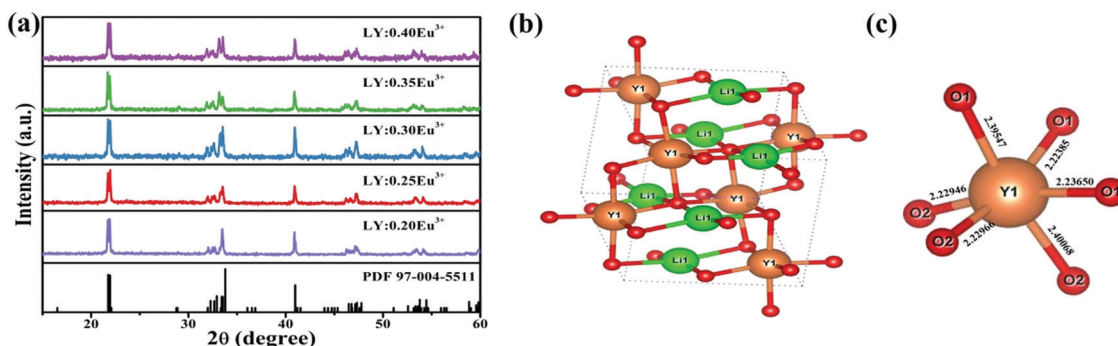 (a)
LY:0.40Eu³⁺
LY:0.35Eu³⁺
LY:0.30Eu³⁺
LY:0.25Eu³⁺
LY:0.20Eu³⁺
PDF 97-004-5511
Intensity (a.u.)
20
30
40
50
60
2θ (degree)
(b)
Y1
Li1
Li1
Y1
Y1
Li1
Li1
Y1
Y1
Li1
Li1
Y1
(c)
O1
O1
2.39547
2.22385
2.23650
O1
Y1
2.22946
O2
O2
2.22966
2.40068
O2